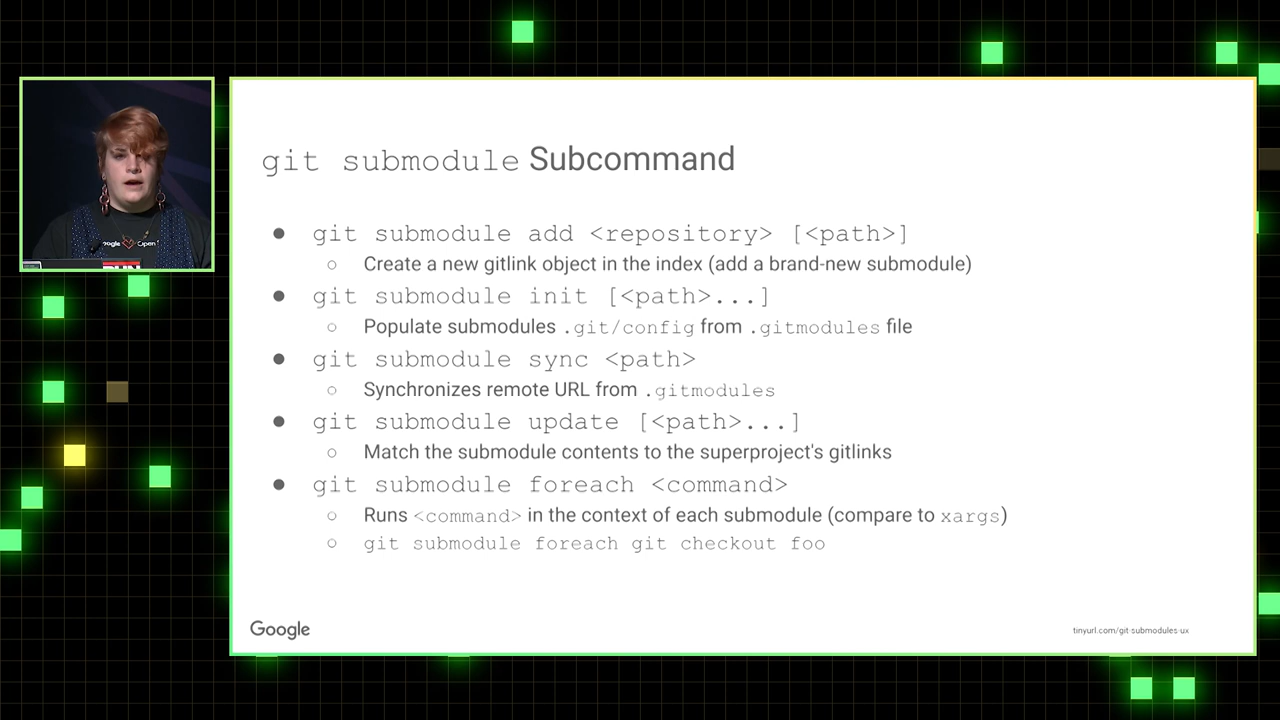 git submodule Subcommand
● git submodule add <repository> [<path>]
○ Create a new gitlink object in the index (add a brand-new submodule)
● git submodule init [<path>...]
○ Populate submodules .git/config from .gitmodules file
● git submodule sync <path>
○ Synchronizes remote URL from .gitmodules
● git submodule update [<path>...]
○ Match the submodule contents to the superproject's gitlinks
● git submodule foreach <command>
○ Runs <command> in the context of each submodule (compare to xargs)
○ git submodule foreach git checkout foo
Google
tinyurl.com/git-submodules-ux